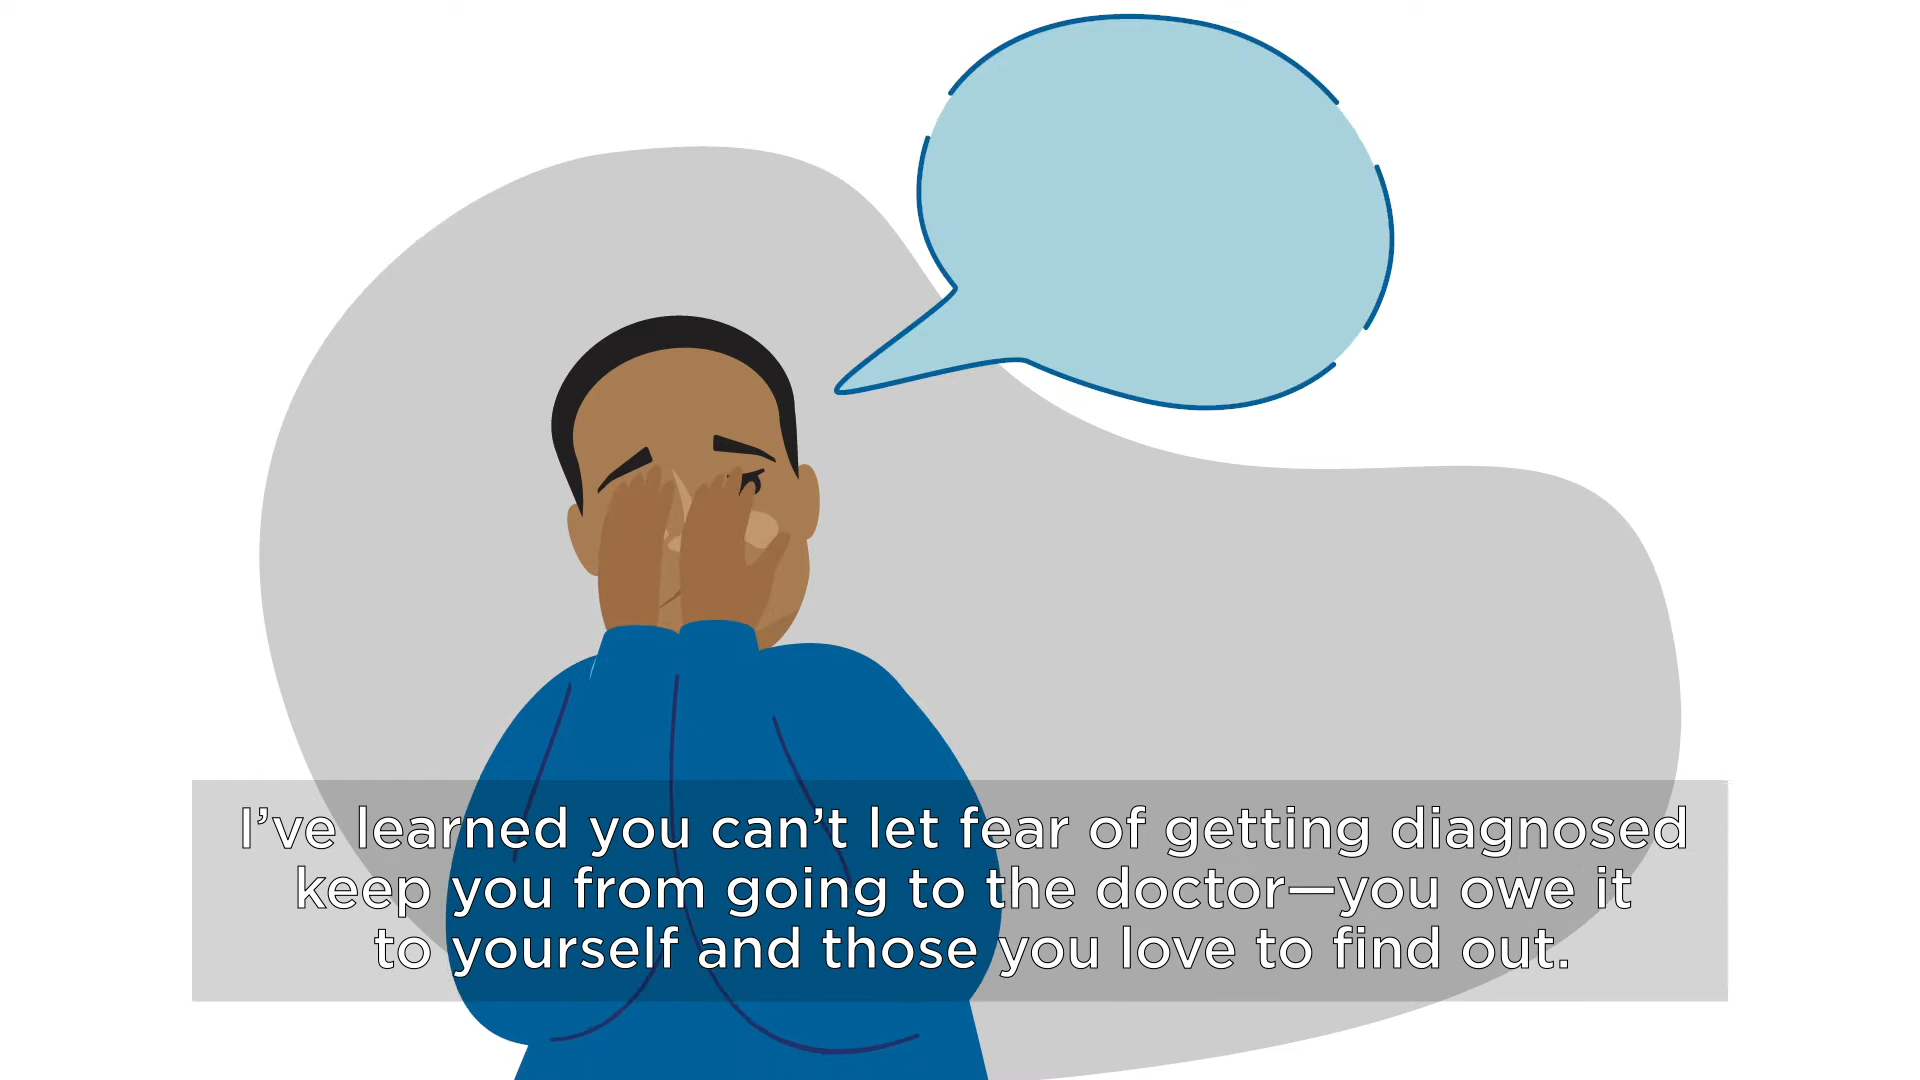 I’ve learned you can’t let fear of getting diagnosed
keep you from going to the doctor—you owe it
to yourself and those you love to find out.